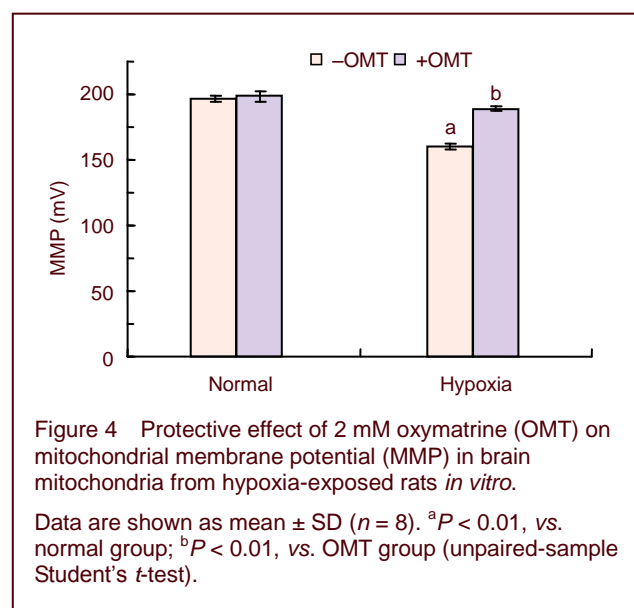 –OMT +OMT
200
150
100
50
0
MMP (mV)
a
b
Normal Hypoxia
Figure 4 Protective effect of 2 mM oxymatrine (OMT) on
mitochondrial membrane potential (MMP) in brain
mitochondria from hypoxia-exposed rats in vitro.
Data are shown as mean ± SD (n = 8). ᵃP < 0.01, vs.
normal group; ᵇP < 0.01, vs. OMT group (unpaired-sample
Student’s t-test).